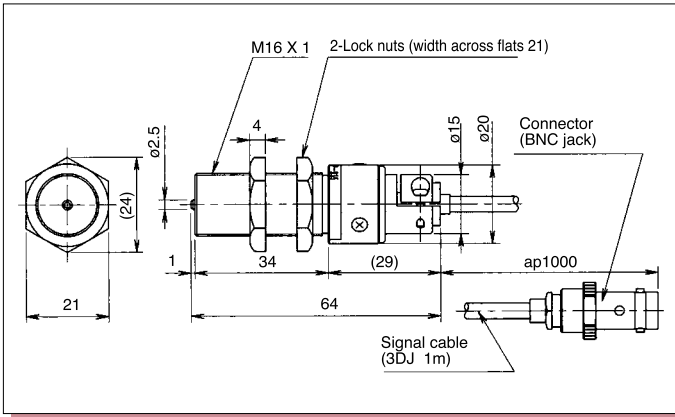 M16 X 1
2-Lock nuts (width across flats 21)
ø2.5
4
ø15
ø20
Connector
(BNC jack)
(24)
1
34
(29)
ap1000
21
64
Signal cable
(3DJ 1m)